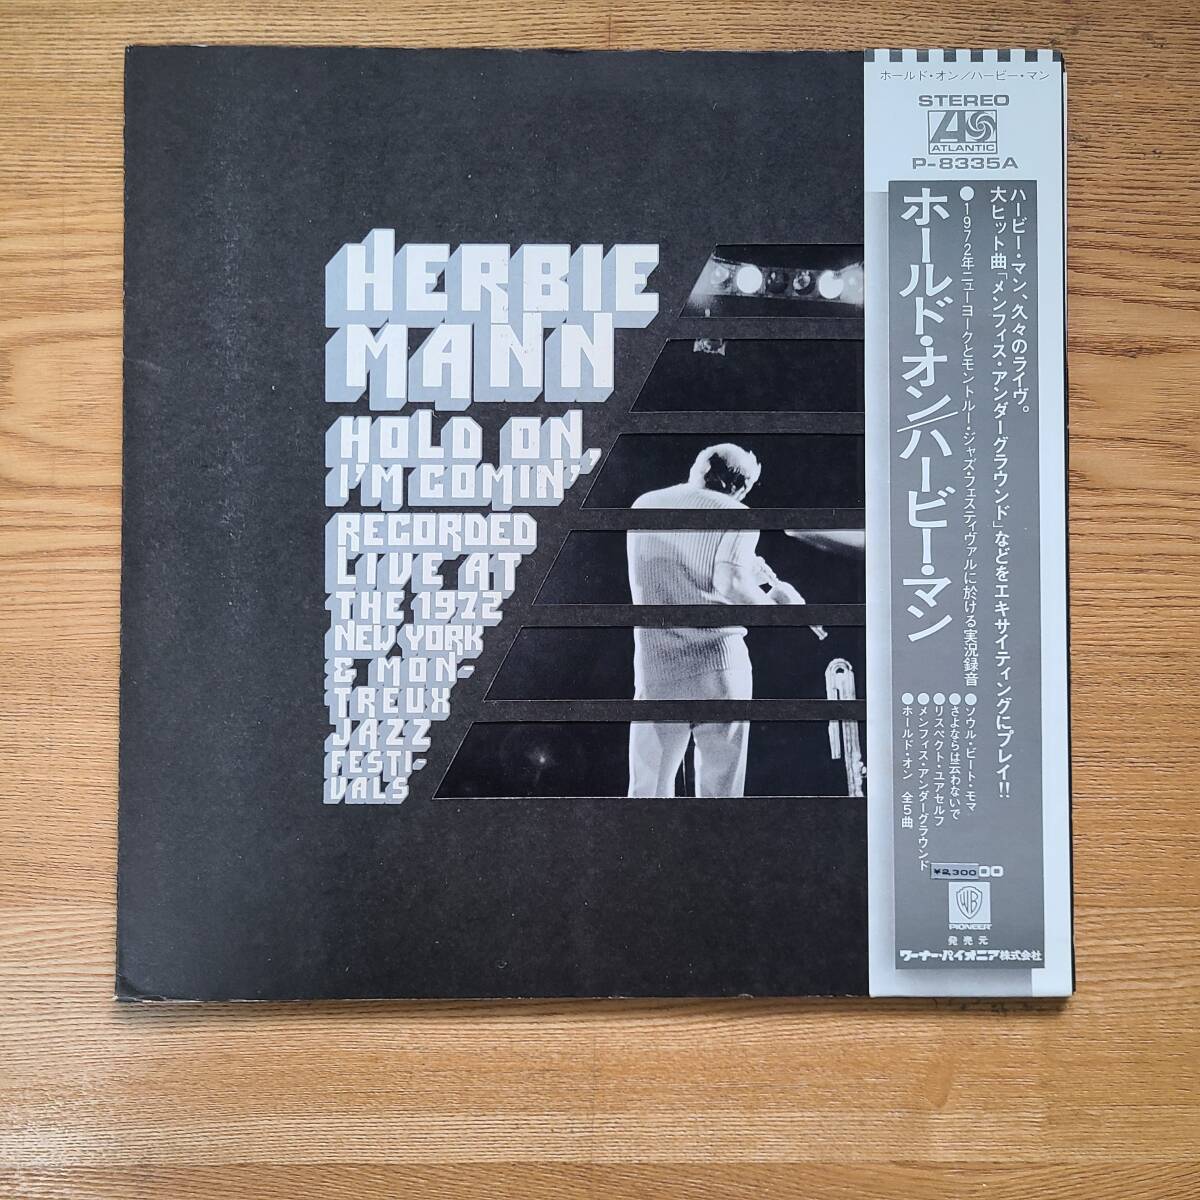 HERBIE
MANN
HOLD ON,
I'M COMIN'
RECORDED
LIVE AT
THE 1972
NEW YORK
& MON-
TREUX
JAZZ
FESTI-
VALS
ホールド・オン/ハービー・マン
STEREO
ATLANTIC
P-8335A
ハービー・マン、久々のライヴ。
大ヒット曲「メンフィス・アンダーグラウンド」などをエキサイティングにプレイ!!
●1972年ニューヨークとモントルー・ジャズ・フェスティヴァルに於ける実況録音
ホールド・オン/ハービー・マン
●ソウル・ビート・モマ
●さよならは云わないで
●リスペクト・ユアセルフ
●メンフィス・アンダーグラウンド
●ホールド・オン 全5曲
¥2,300
00
WB
PIONEER
発売元
ワーナー・パイオニア株式会社